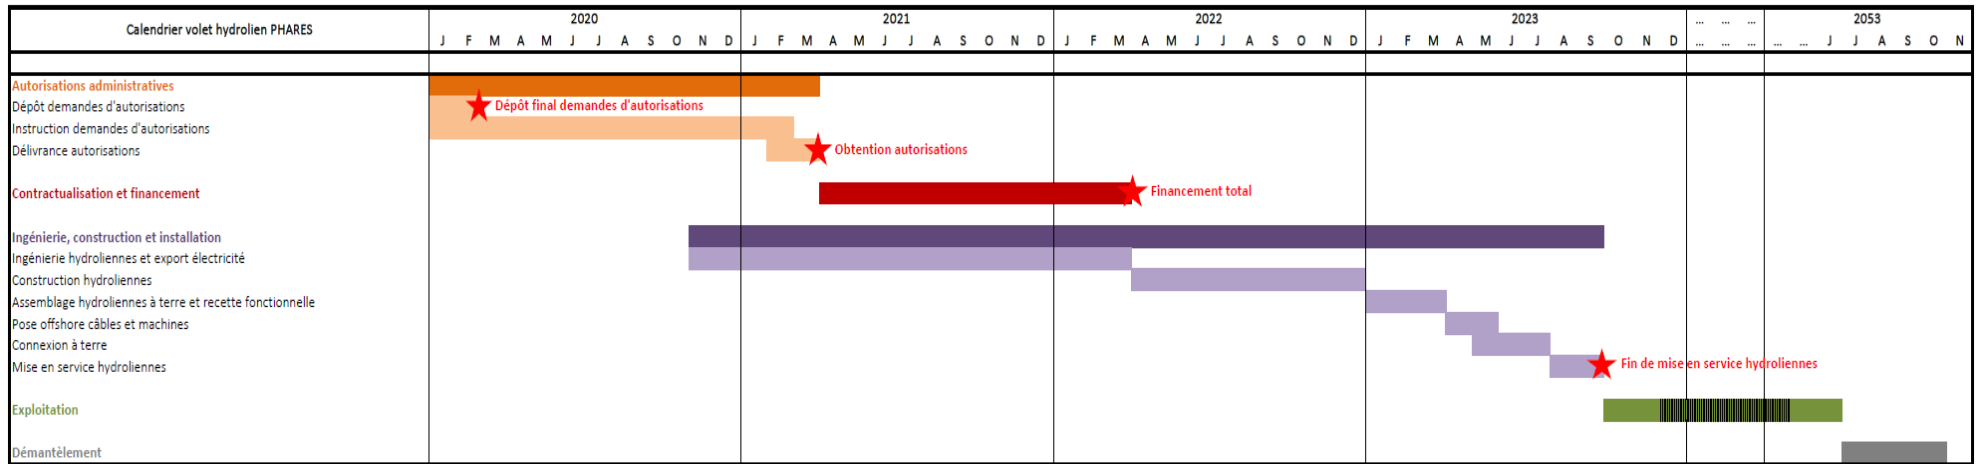 Calendrier volet hydrolien PHARES
2020 2021 2022 2023 ... ... ... 2053
J F M A M J J A S O N D J F M A M J J A S O N D J F M A M J J A S O N D J F M A M J J A S O N D ... ... ... ... ... J J A S O N
Autorisations administratives
Dépôt demandes d'autorisations Dépôt final demandes d'autorisations
Instruction demandes d'autorisations
Délivrance autorisations Obtention autorisations
Contractualisation et financement Financement total
Ingénierie, construction et installation
Ingénierie hydroliennes et export électricité
Construction hydroliennes
Assemblage hydroliennes à terre et recette fonctionnelle
Pose offshore câbles et machines
Connexion à terre
Mise en service hydroliennes Fin de mise en service hydroliennes
Exploitation
Démantèlement